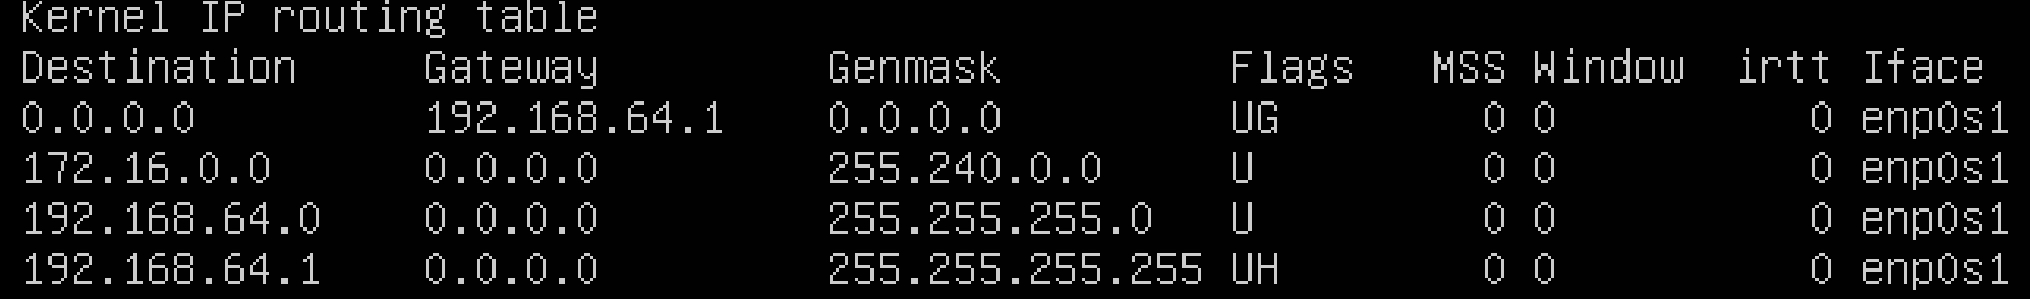 Kernel IP routing table
Destination     Gateway         Genmask         Flags   MSS Window  irtt Iface
0.0.0.0         192.168.64.1    0.0.0.0         UG        0 0          0 enp0s1
172.16.0.0      0.0.0.0         255.240.0.0     U         0 0          0 enp0s1
192.168.64.0    0.0.0.0         255.255.255.0   U         0 0          0 enp0s1
192.168.64.1    0.0.0.0         255.255.255.255 UH        0 0          0 enp0s1